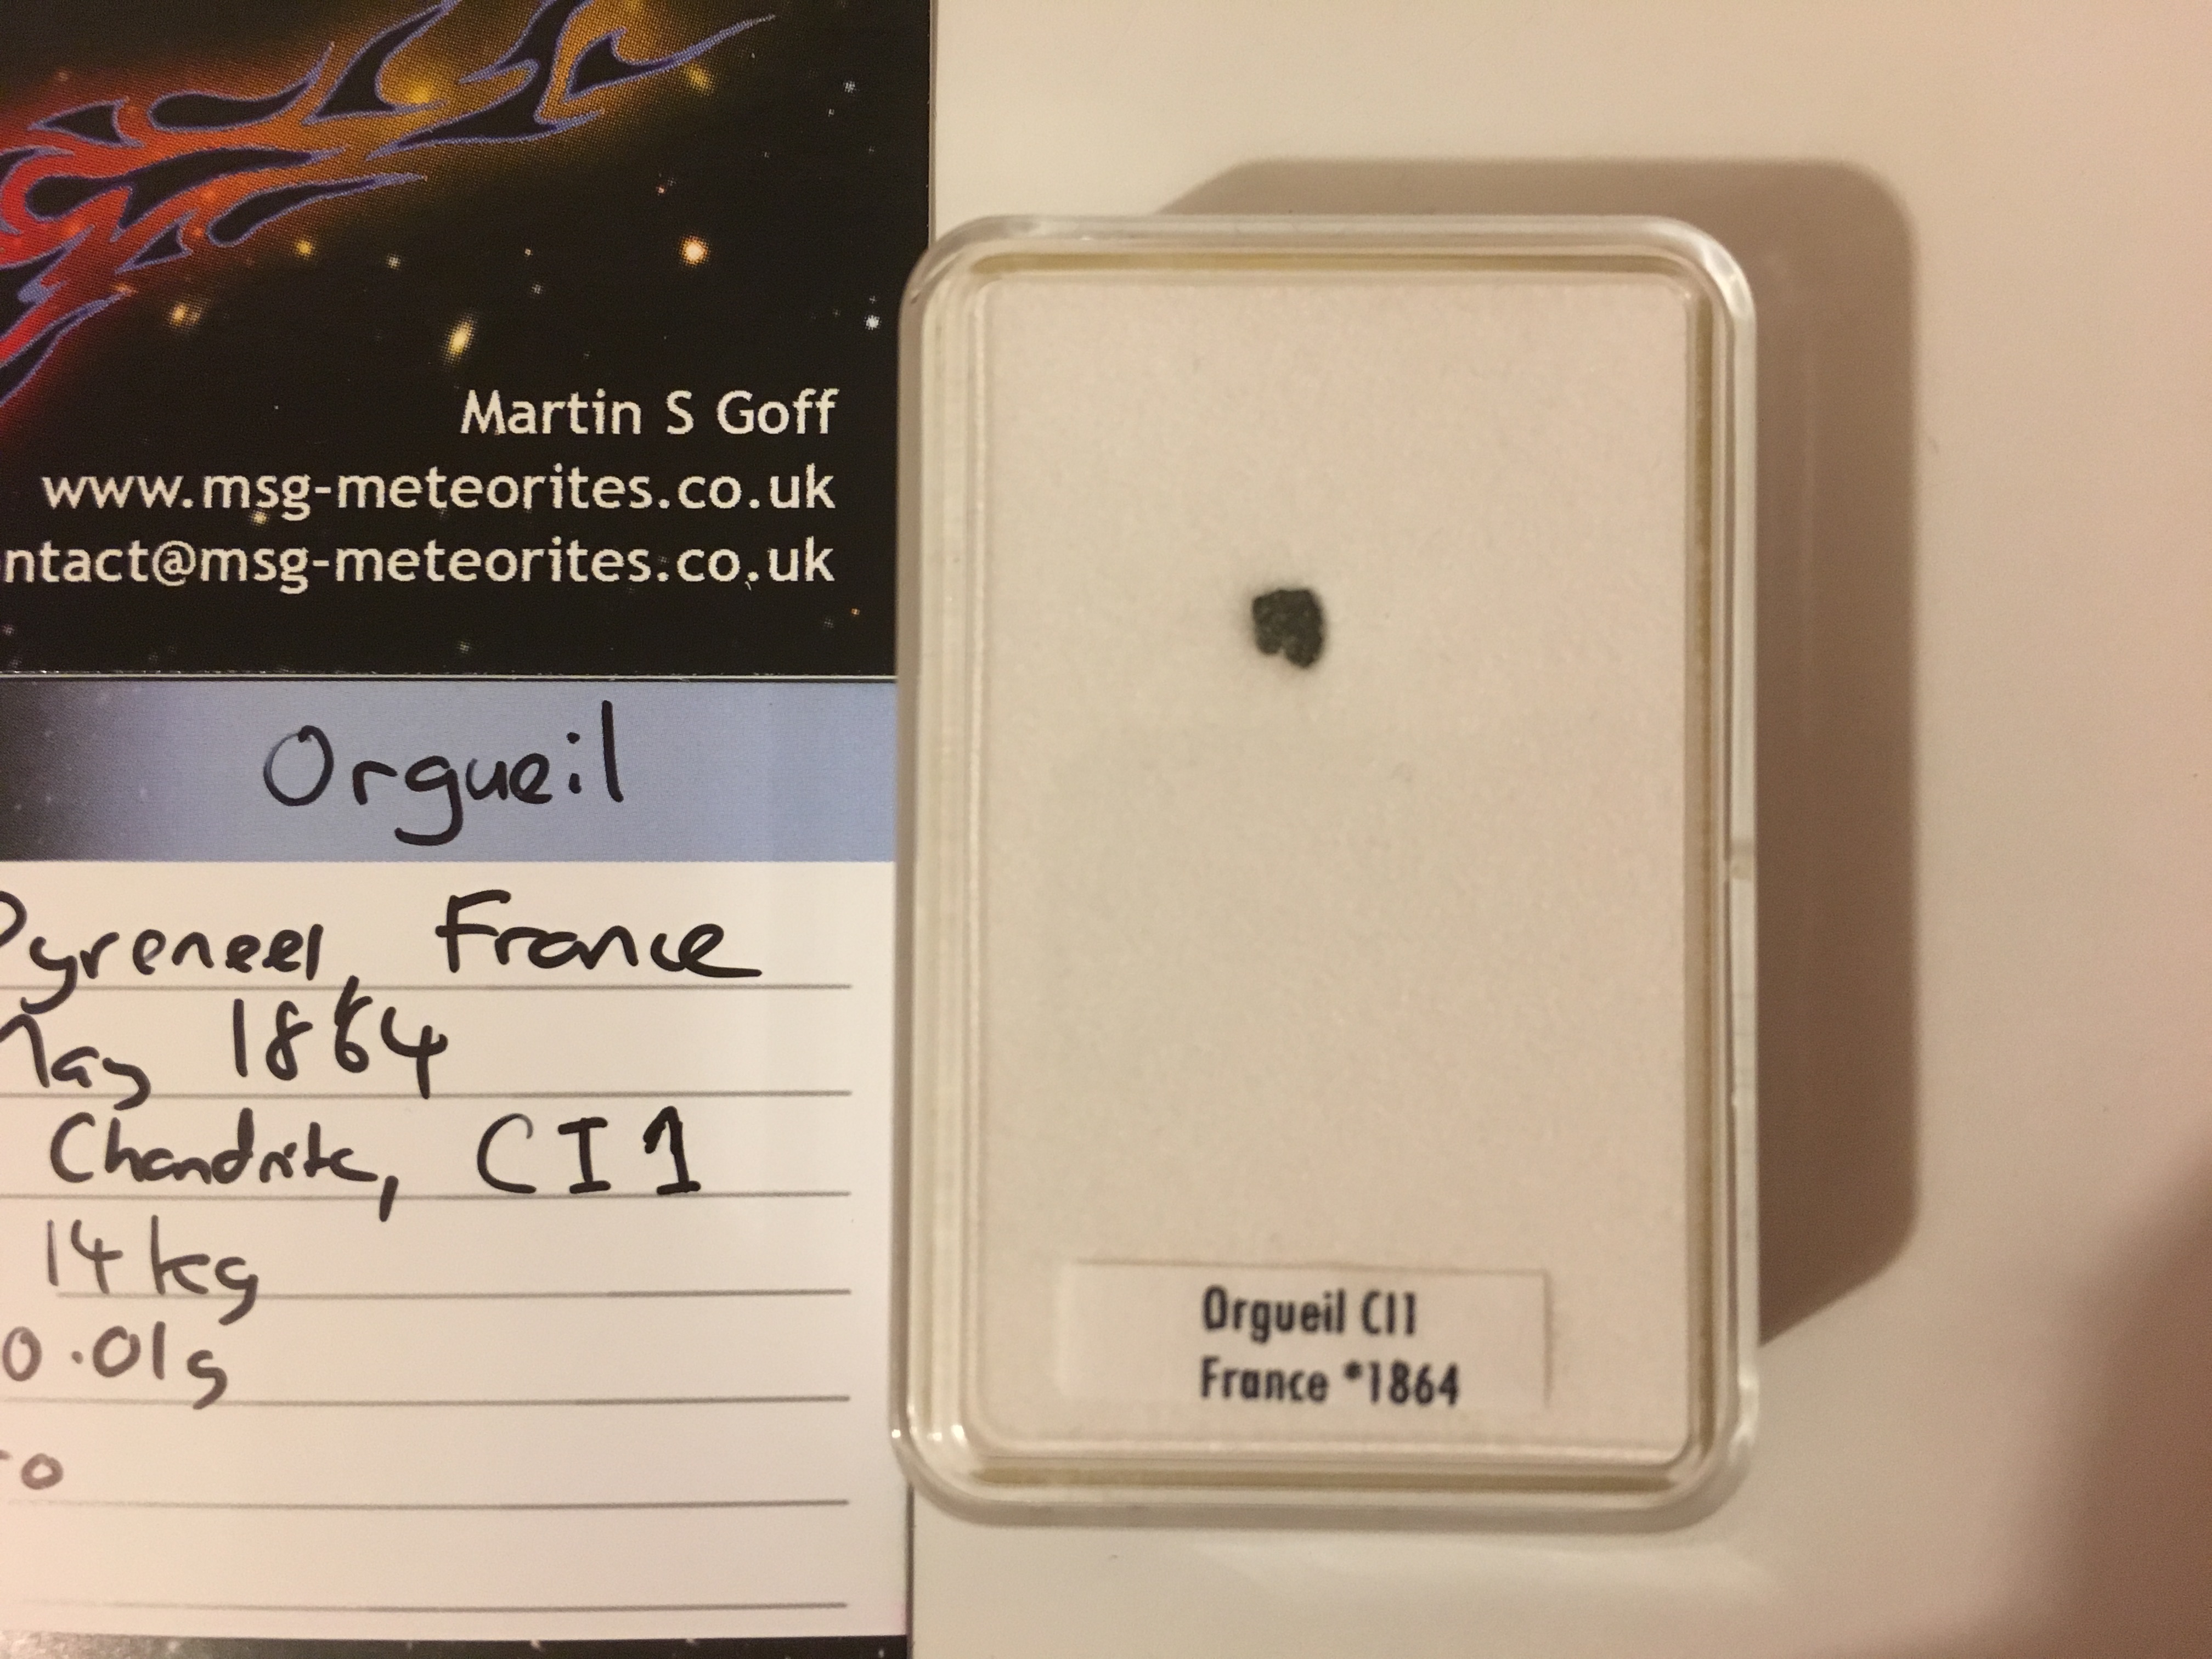 Martin S Goff
www.msg-meteorites.co.uk
ntact@msg-meteorites.co.uk
Orgueil
Pyrenees, France
May 1864
Chondrite, CI1
14kg
0.01g
Orgueil CI1
France *1864